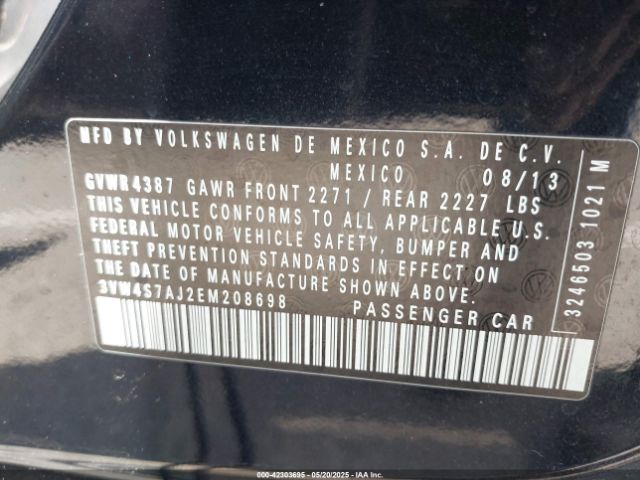 MFD BY VOLKSWAGEN DE MEXICO S.A. DE C.V.
MEXICO 08/13
GVWR 4387 GAWR FRONT 2271 / REAR 2227 LBS
THIS VEHICLE CONFORMS TO ALL APPLICABLE U.S.
FEDERAL MOTOR VEHICLE SAFETY, BUMPER AND
THEFT PREVENTION STANDARDS IN EFFECT ON
THE DATE OF MANUFACTURE SHOWN ABOVE.
3VW4S7AJ2EM208698 PASSENGER CAR
3246503 1021 M
000-42303695 - 05/20/2025 - COPYRIGHT © IAA, LLC